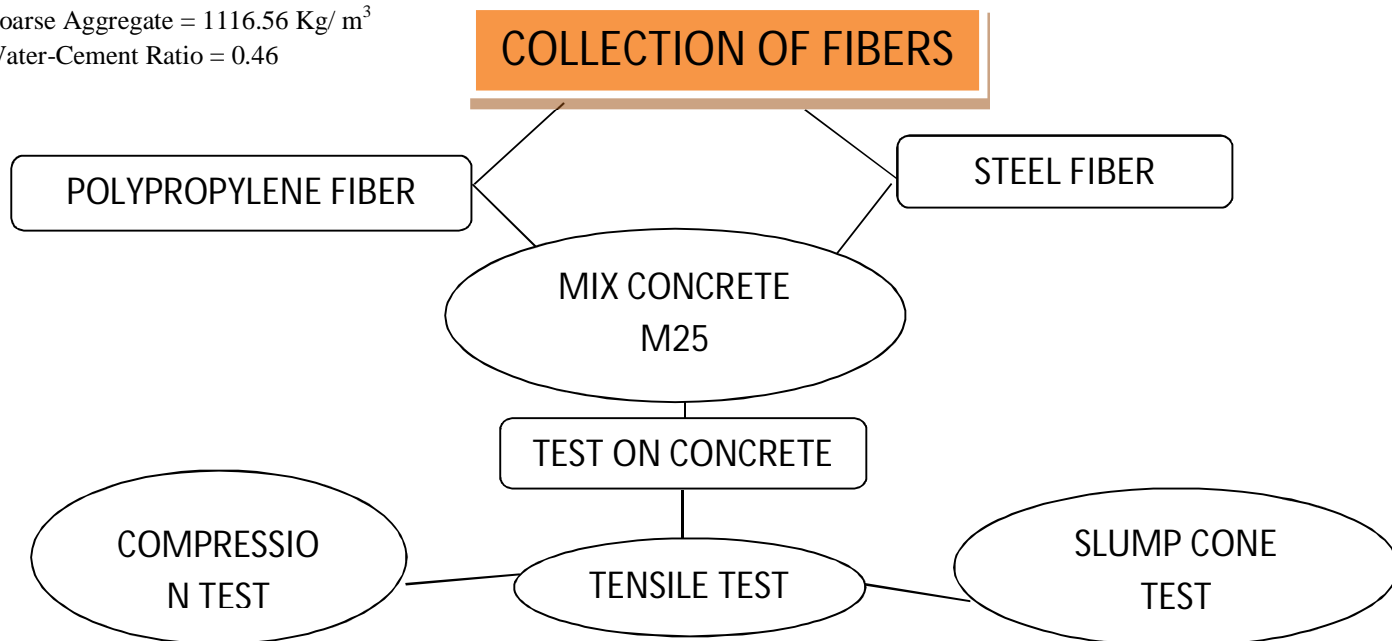 oarse Aggregate = 1116.56 Kg/ m³
Water-Cement Ratio = 0.46
COLLECTION OF FIBERS
POLYPROPYLENE FIBER
STEEL FIBER
MIX CONCRETE
M25
TEST ON CONCRETE
COMPRESSIO
N TEST
TENSILE TEST
SLUMP CONE
TEST